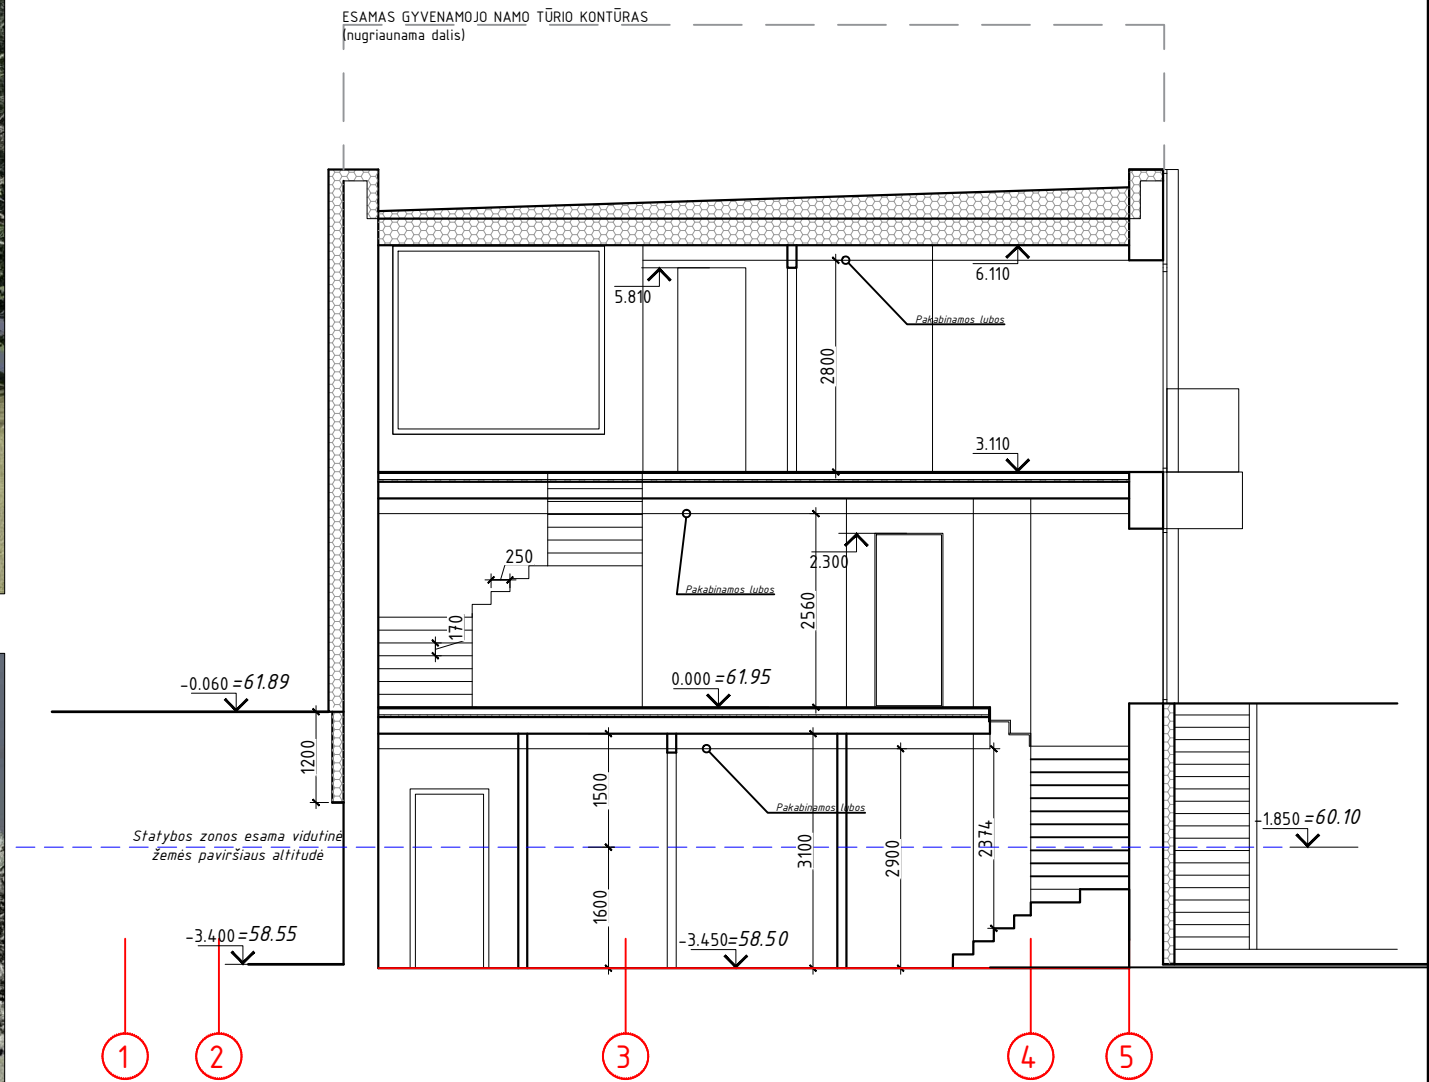 ESAMAS GYVENAMOJO NAMO TŪRIO KONTŪRAS
(nugriaunama dalis)
5.810
6.110
Pakabinamos lubos
2800
3.110
250
2.300
Pakabinamos lubos
2560
170
-0.060=61.89
0.000=61.95
1200
1500
Pakabinamos lubos
-1.850=60.10
Statybos zonos esama vidutinė
žemės paviršiaus altitudė
3100
2900
2374
1600
-3.400=58.55
-3.450=58.50
1 2 3 4 5